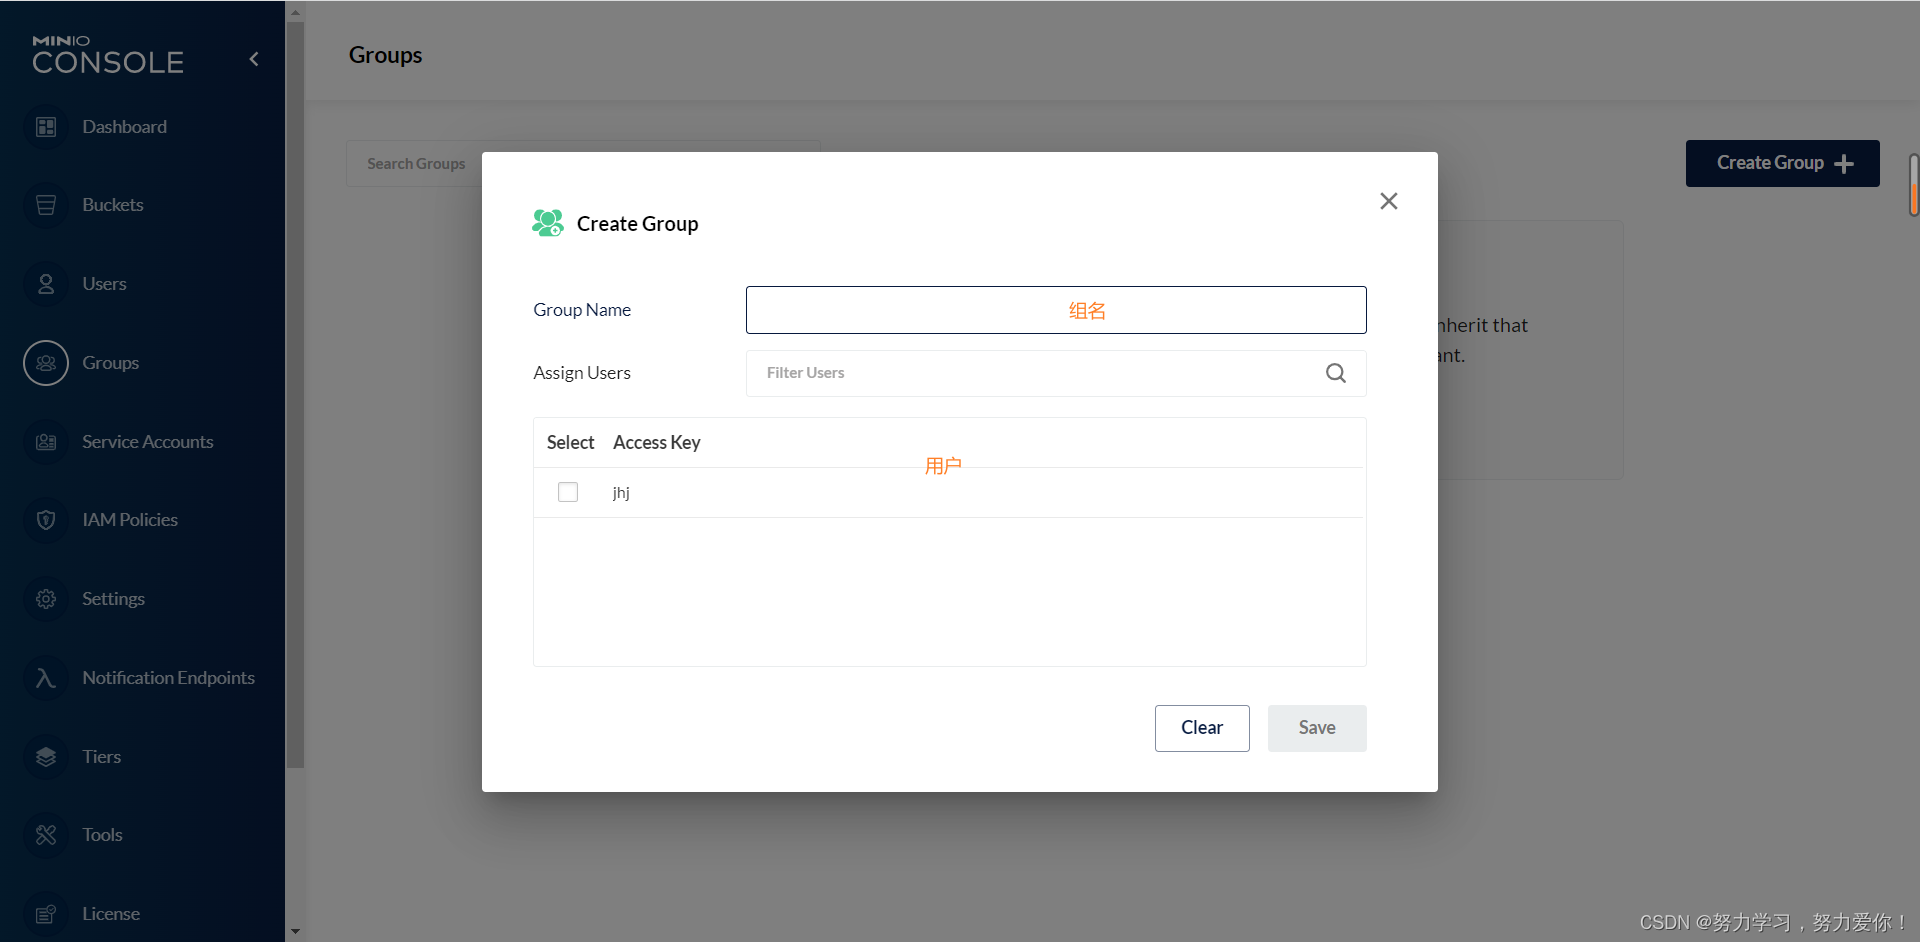 MINIO
CONSOLE
Dashboard
Buckets
Users
Groups
Service Accounts
IAM Policies
Settings
Notification Endpoints
Tiers
Tools
License
Groups
Search Groups
Create Group
nherit that
ant.
Create Group
Group Name
组名
Assign Users
Filter Users
Select Access Key
用户
jhj
Clear
Save
CSDN @努力学习，努力爱你！